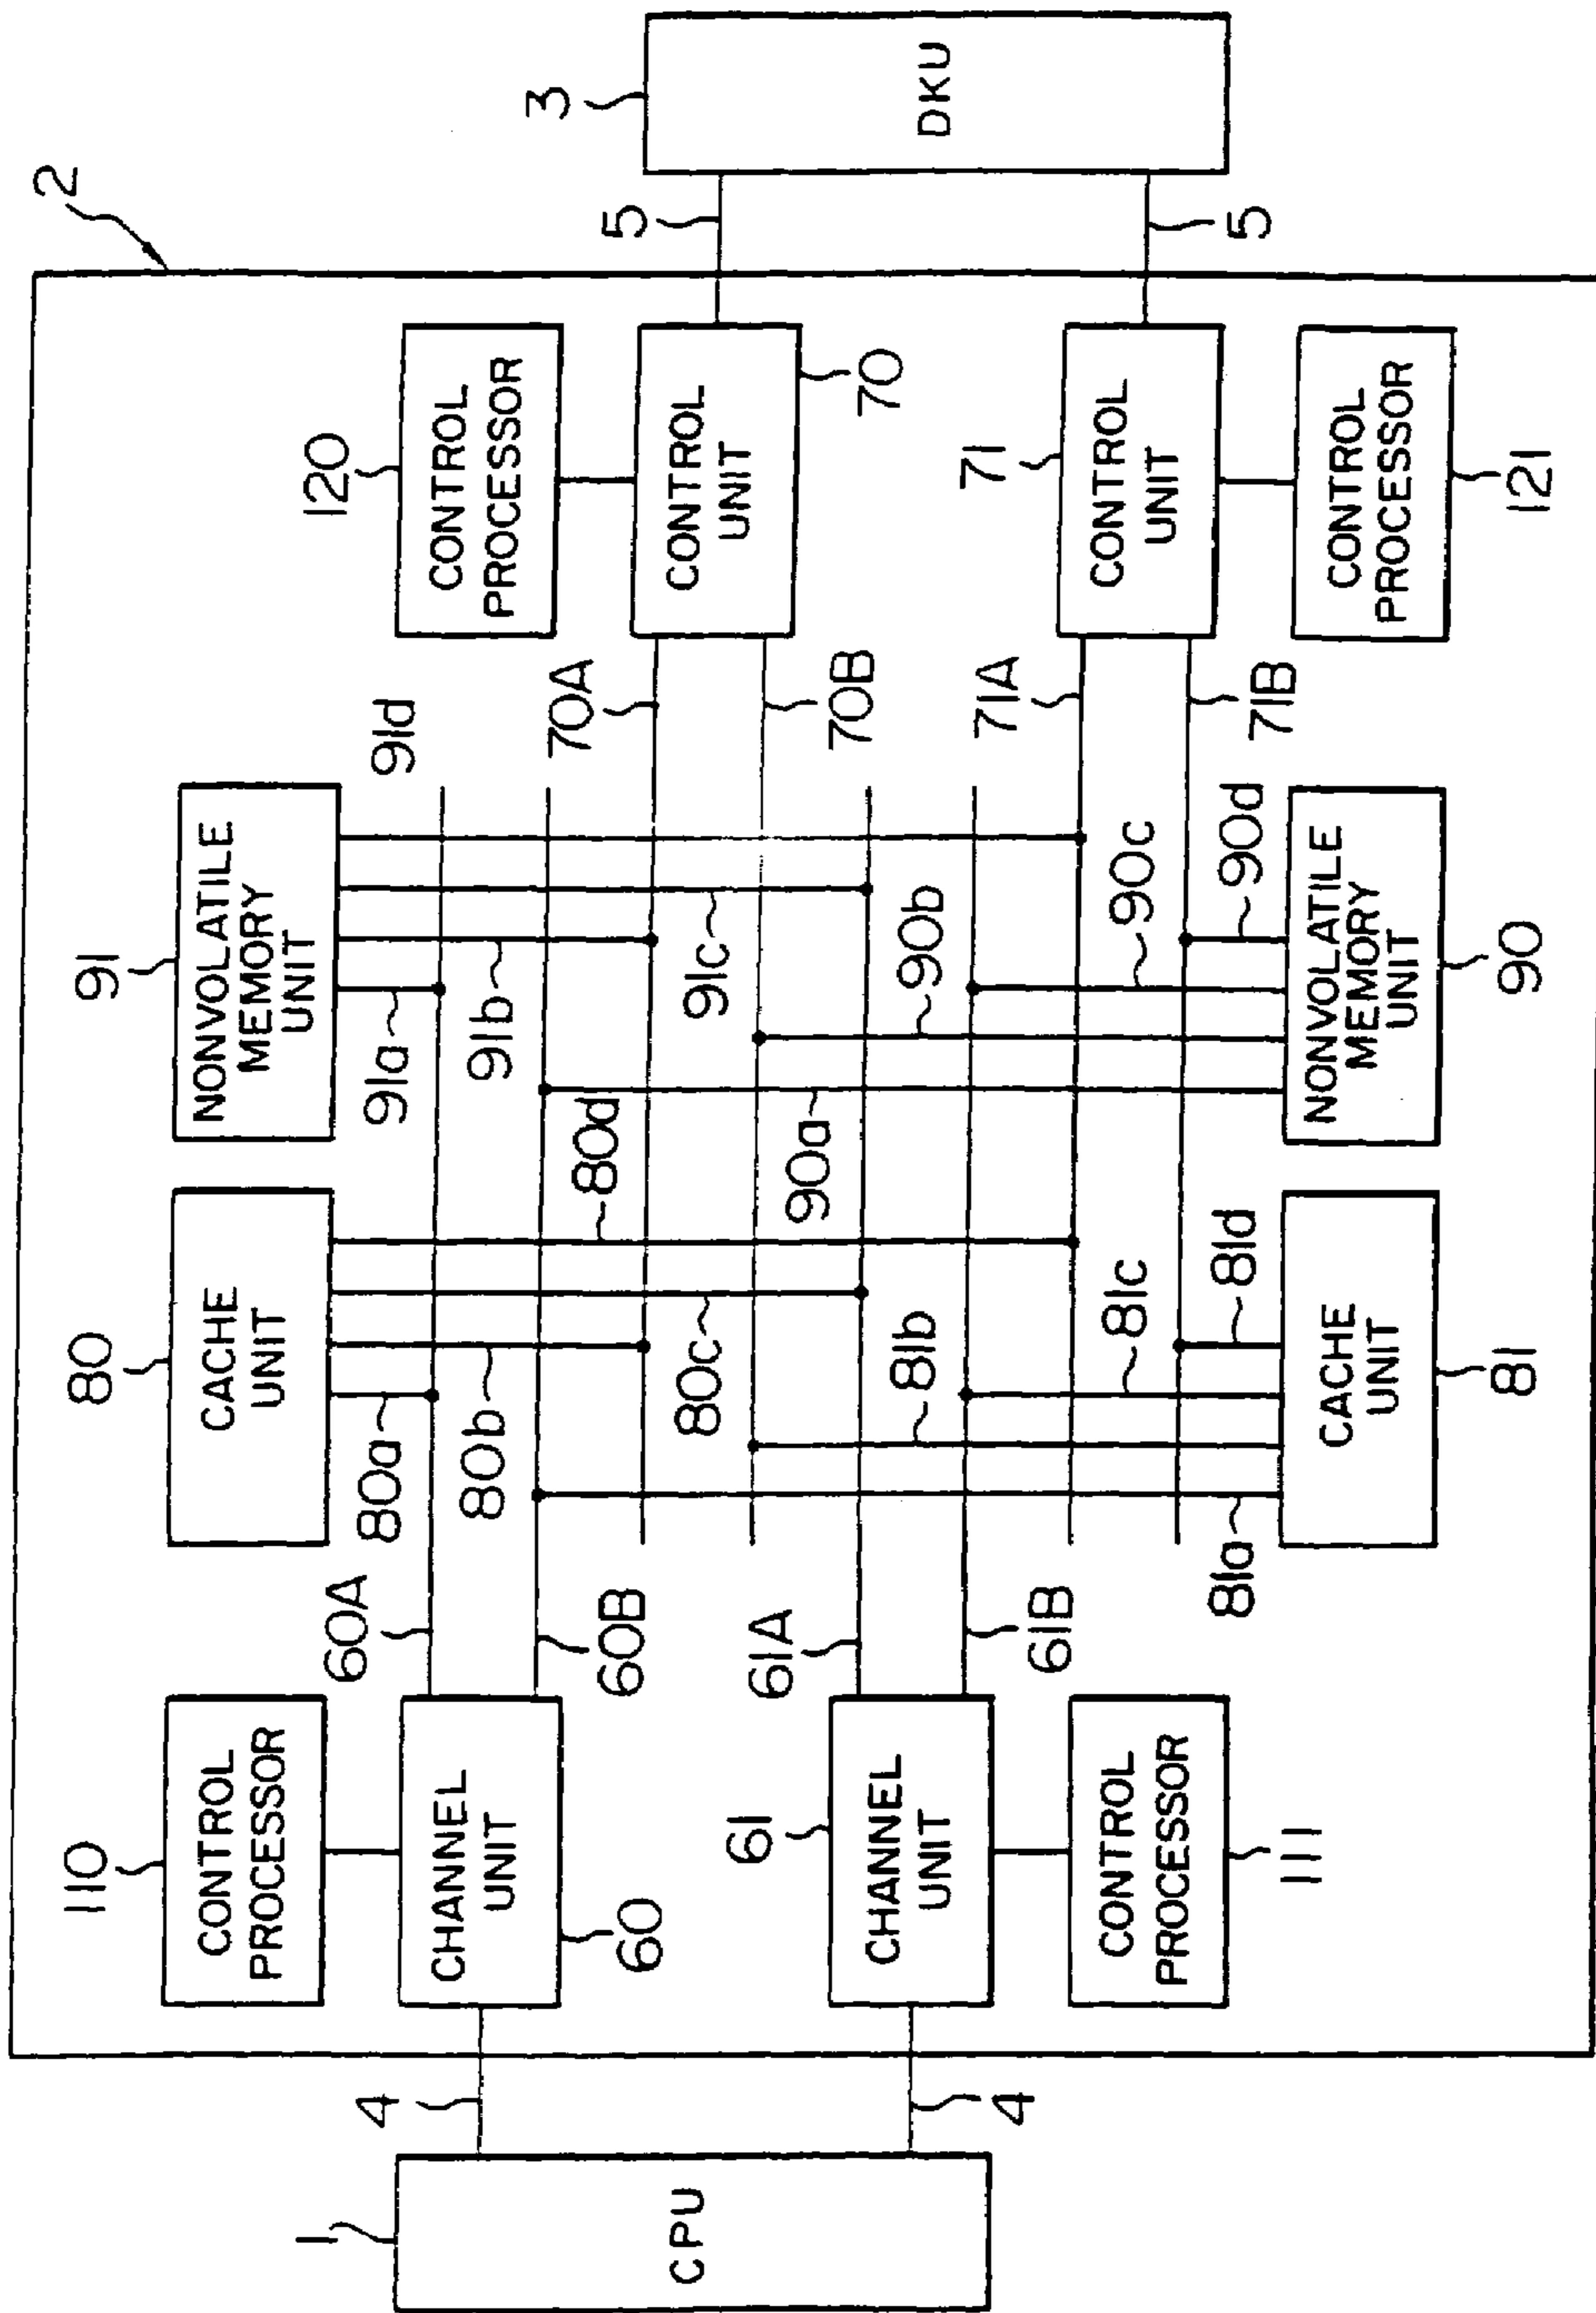 2
3
DKU
5
5
120
CONTROL
PROCESSOR
CONTROL
UNIT
70
71
CONTROL
UNIT
CONTROL
PROCESSOR
121
91
NONVOLATILE
MEMORY
UNIT
91a
91b
91c
91d
70A
70B
71A
71B
90a
90b
90c
90d
NONVOLATILE
MEMORY
UNIT
90
80
CACHE
UNIT
80a
80b
80c
80d
81a
81b
81c
81d
CACHE
UNIT
81
60A
60B
61A
61B
110
CONTROL
PROCESSOR
CHANNEL
UNIT
60
61
CHANNEL
UNIT
CONTROL
PROCESSOR
111
4
4
1
CPU